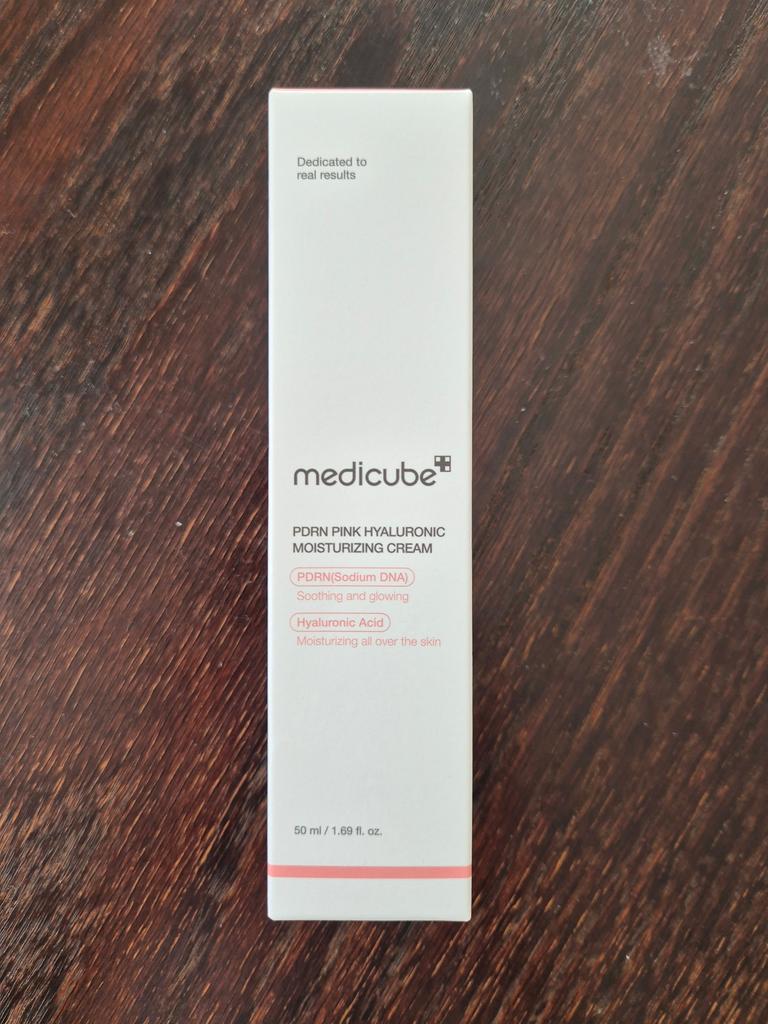 Dedicated to
real results
medicube
PDRN PINK HYALURONIC
MOISTURIZING CREAM
PDRN(Sodium DNA)
Soothing and glowing
Hyaluronic Acid
Moisturizing all over the skin
50 ml / 1.69 fl. oz.